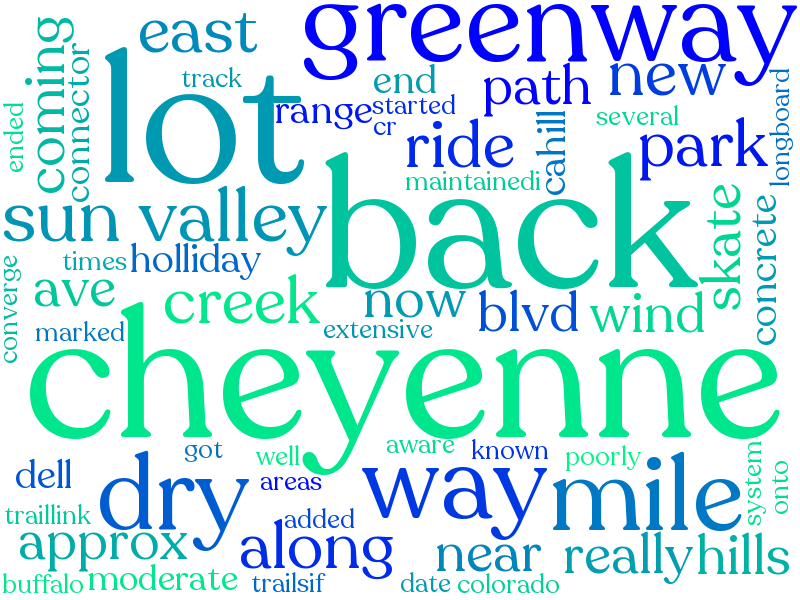 greenway
east
coming
lot
track
end
path
new
connector
range
started
ended
cr
ride
cahill
several
park
longboard
maintainedi
back
sun valley
skate
concrete
converge
times
holliday
ave
creek
now
blvd
wind
marked
extensive
cheyenne
got
well
aware
known
poorly
system
onto
dell
dry
areas
way
mile
traillink
added
approx
along
near
really
hills
buffalo
moderate
trailsif
date
colorado